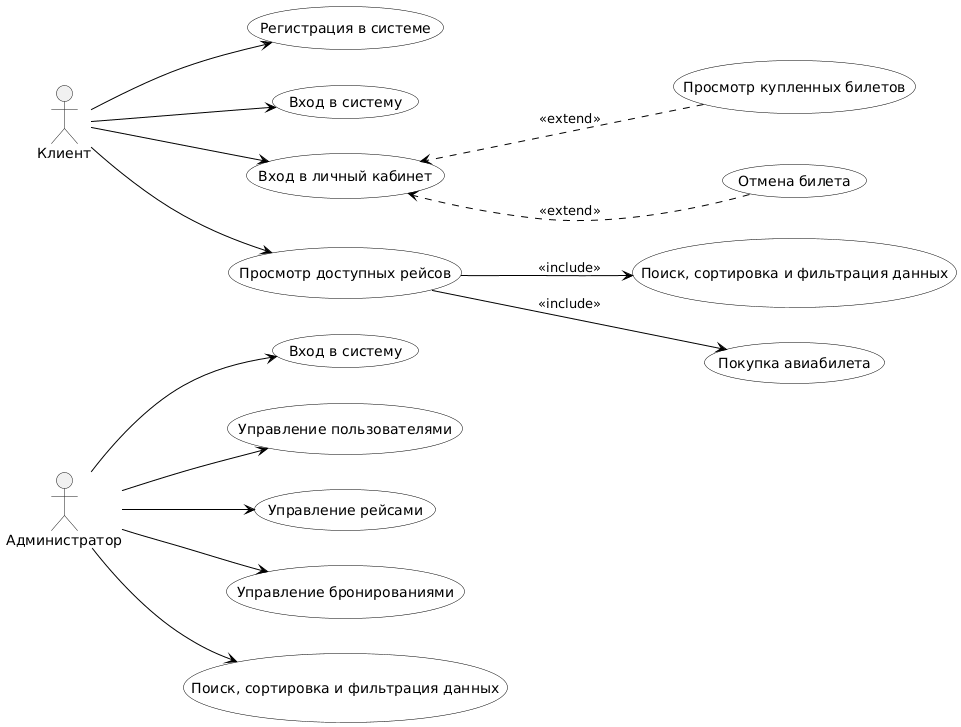 Регистрация в системе
Просмотр купленных билетов
Вход в систему
«extend»
Клиент
Вход в личный кабинет
Отмена билета
«extend»
Просмотр доступных рейсов
«include»
Поиск, сортировка и фильтрация данных
«include»
Вход в систему
Покупка авиабилета
Управление пользователями
Управление рейсами
Администратор
Управление бронированиями
Поиск, сортировка и фильтрация данных